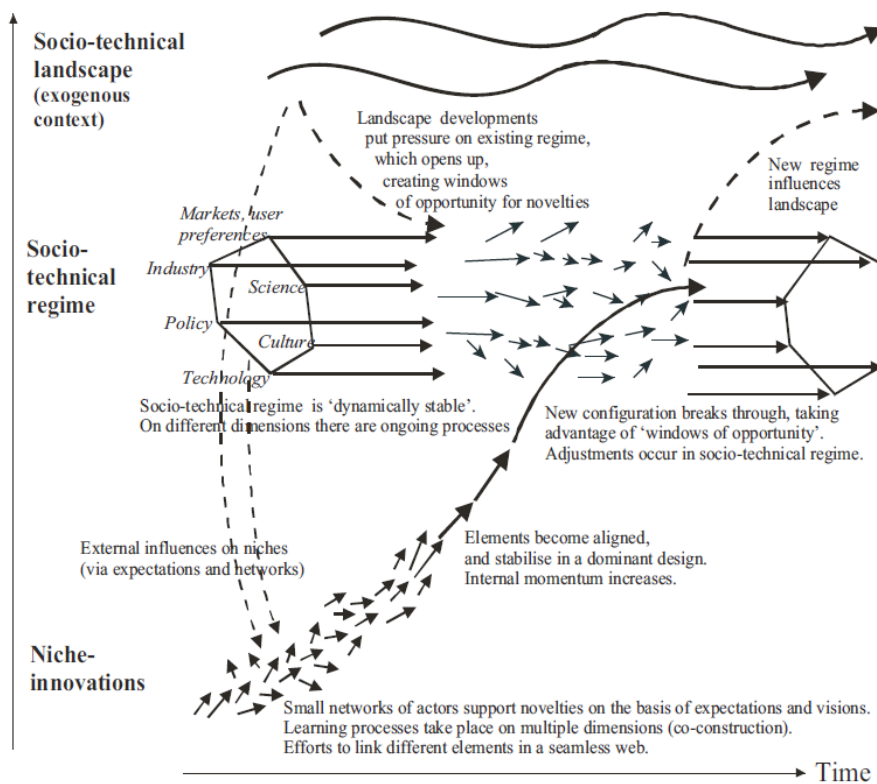 Socio-technical
landscape
(exogenous
context)
Landscape developments
put pressure on existing regime,
which opens up,
creating windows
of opportunity for novelties
New regime
influences
landscape
Socio-
technical
regime
Markets, user
preferences
Industry
Science
Policy
Culture
Technology
Socio-technical regime is ‘dynamically stable’.
On different dimensions there are ongoing processes
New configuration breaks through, taking
advantage of ‘windows of opportunity’.
Adjustments occur in socio-technical regime.
External influences on niches
(via expectations and networks)
Elements become aligned,
and stabilise in a dominant design.
Internal momentum increases.
Niche-
innovations
Small networks of actors support novelties on the basis of expectations and visions.
Learning processes take place on multiple dimensions (co-construction).
Efforts to link different elements in a seamless web.
Time